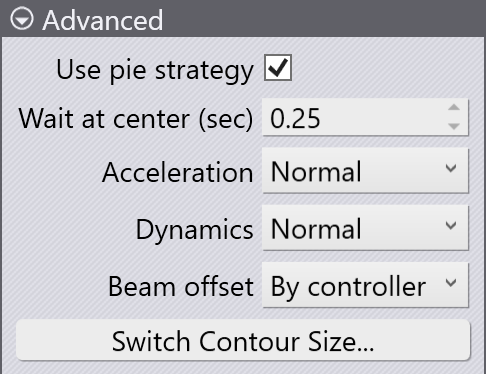 Advanced
Use pie strategy
Wait at center (sec) 0.25
Acceleration Normal
Dynamics Normal
Beam offset By controller
Switch Contour Size...